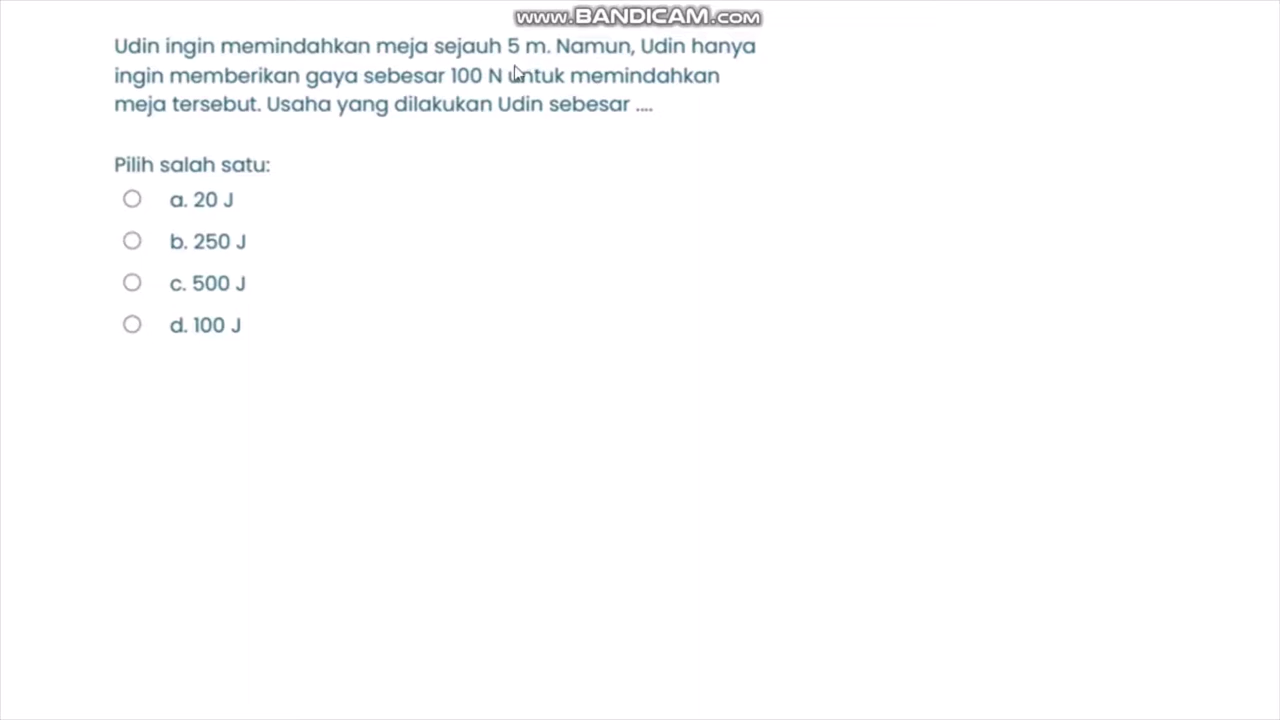 www.BANDICAM.com
Udin ingin memindahkan meja sejauh 5 m. Namun, Udin hanya
ingin memberikan gaya sebesar 100 N untuk memindahkan
meja tersebut. Usaha yang dilakukan Udin sebesar ....
Pilih salah satu:
a. 20 J
b. 250 J
c. 500 J
d. 100 J